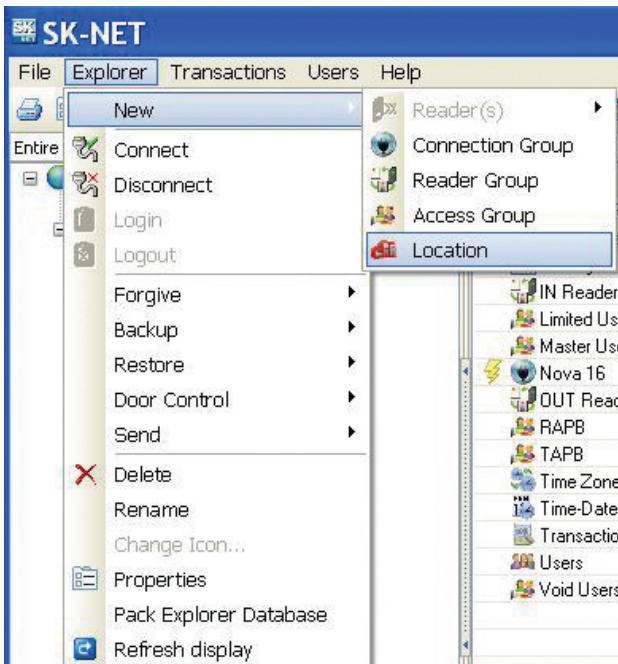 SK-NET
File Explorer Transactions Users Help
Entire
New
Connect
Disconnect
Login
Logout
Forgive
Backup
Restore
Door Control
Send
Delete
Rename
Change Icon...
Properties
Pack Explorer Database
Refresh display
Reader(s)
Connection Group
Reader Group
Access Group
Location
IN Reader
Limited Us
Master Use
Nova 16
OUT Read
RAPB
TAPB
Time Zone
Time-Date
Transactio
Users
Void Users